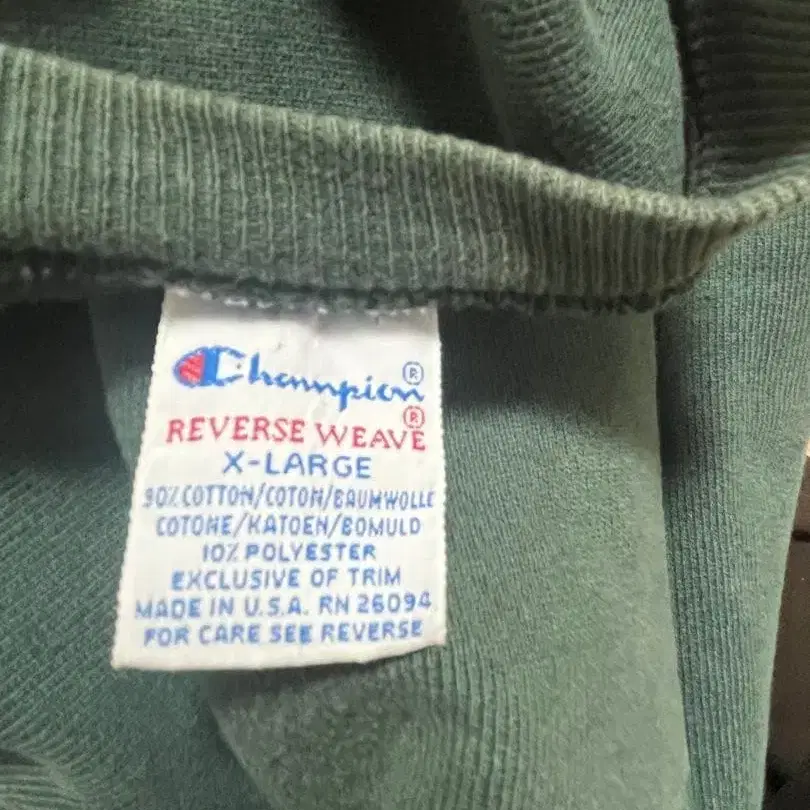 Champion®
REVERSE WEAVE®
X-LARGE
90% COTTON/COTON/BAUMWOLLE
COTONE/KATOEN/BOMULD
10% POLYESTER
EXCLUSIVE OF TRIM
MADE IN U.S.A. RN 26094
FOR CARE SEE REVERSE